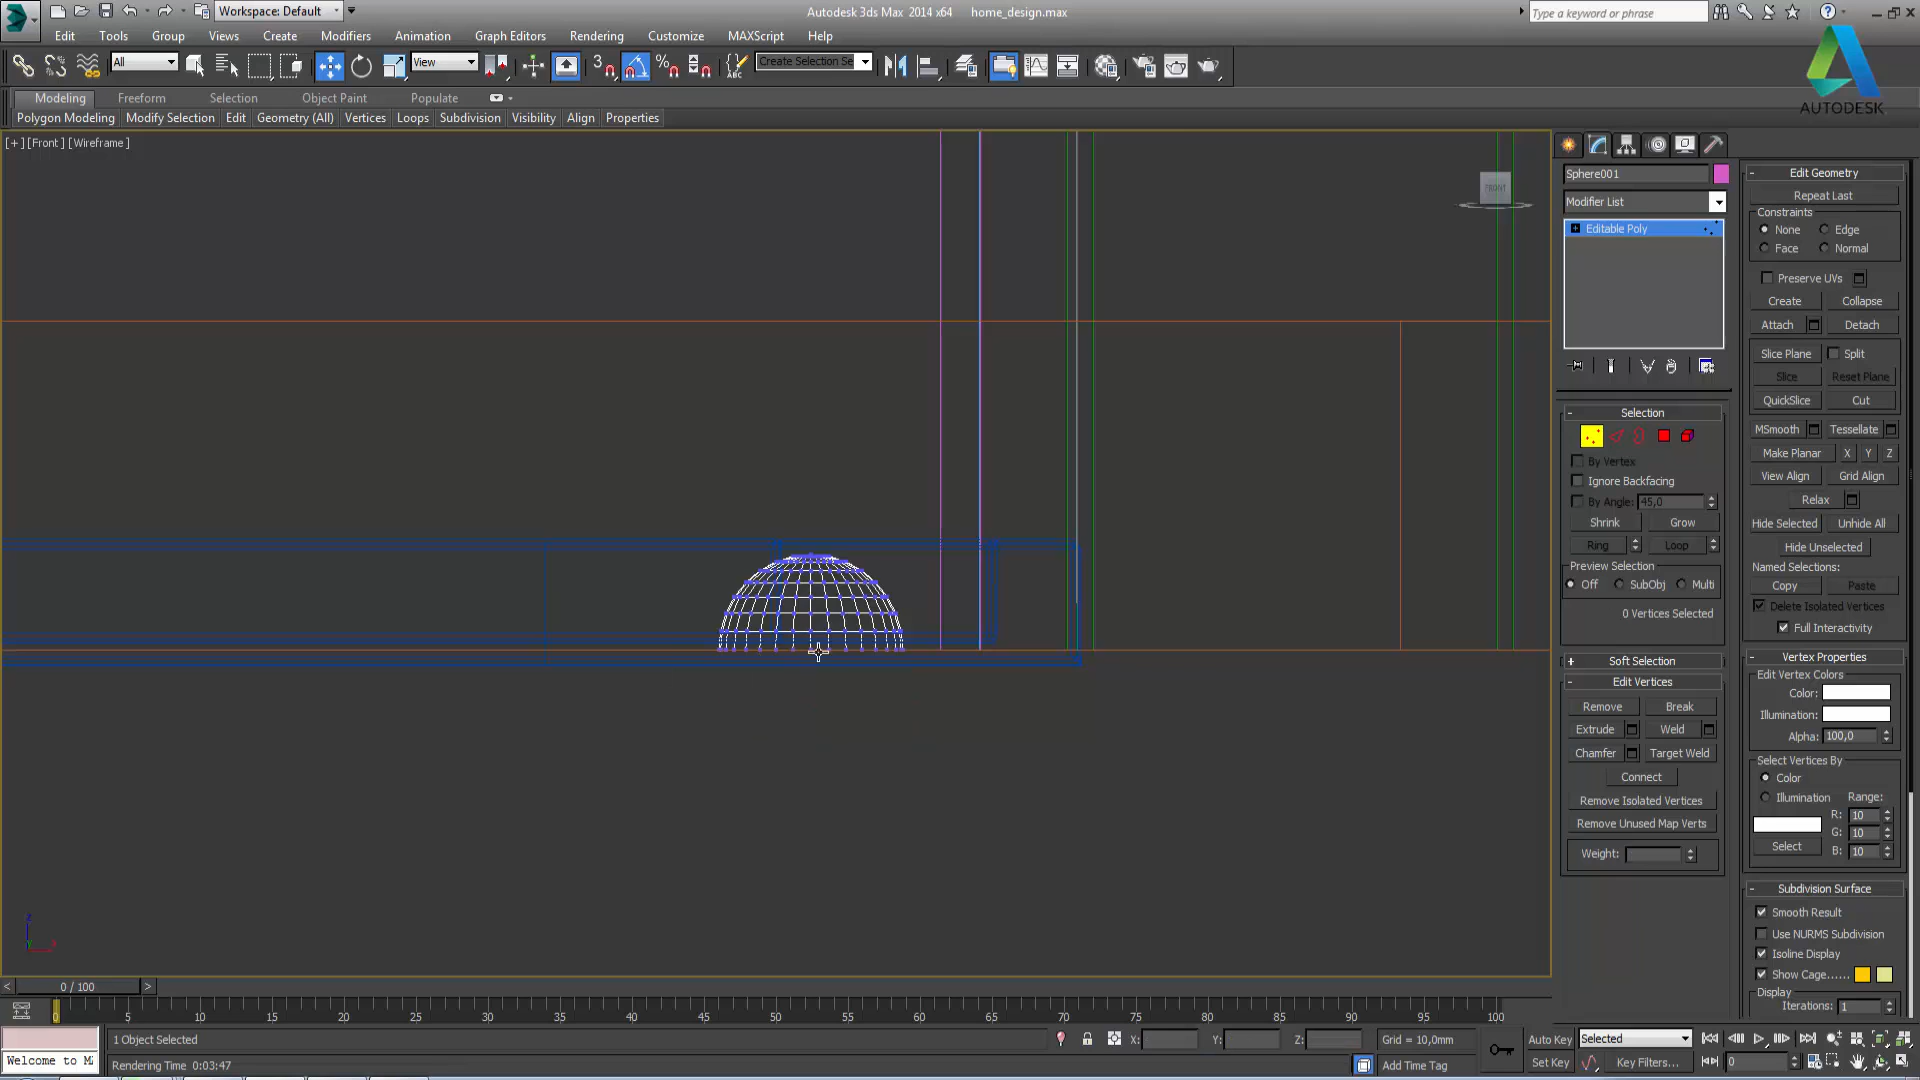 Workspace: Default
Autodesk 3ds Max 2014 x64 home_design.max
Type a keyword or phrase
Edit Tools Group Views Create Modifiers Animation Graph Editors Rendering Customize MAXScript Help
All View Create Selection Se
AUTODESK
Modeling Freeform Selection Object Paint Populate
Polygon Modeling Modify Selection Edit Geometry (All) Vertices Loops Subdivision Visibility Align Properties
[+] [Front] [Wireframe]
FRONT
Sphere001
Modifier List
Editable Poly
Selection
By Vertex
Ignore Backfacing
By Angle: 45,0
Shrink Grow
Ring Loop
Preview Selection
Off SubObj Multi
0 Vertices Selected
Soft Selection
Edit Vertices
Remove Break
Extrude Weld
Chamfer Target Weld
Connect
Remove Isolated Vertices
Remove Unused Map Verts
Weight:
Edit Geometry
Repeat Last
Constraints
None Edge
Face Normal
Preserve UVs
Create Collapse
Attach Detach
Slice Plane Split
Slice Reset Plane
QuickSlice Cut
MSmooth Tessellate
Make Planar X Y Z
View Align Grid Align
Relax
Hide Selected Unhide All
Hide Unselected
Named Selections:
Copy Paste
Delete Isolated Vertices
Full Interactivity
Vertex Properties
Edit Vertex Colors
Color:
Illumination:
Alpha: 100,0
Select Vertices By
Color
Illumination Range:
R: 10
G: 10
Select B: 10
Subdivision Surface
Smooth Result
Use NURMS Subdivision
Isoline Display
Show Cage......
Display
Iterations: 1
z
x
0 / 100
0 5 10 15 20 25 30 35 40 45 50 55 60 65 70 75 80 85 90 95 100
1 Object Selected X: Y: Z: Grid = 10,0mm Auto Key Selected
Welcome to Mi Rendering Time 0:03:47 Add Time Tag Set Key Key Filters... 0